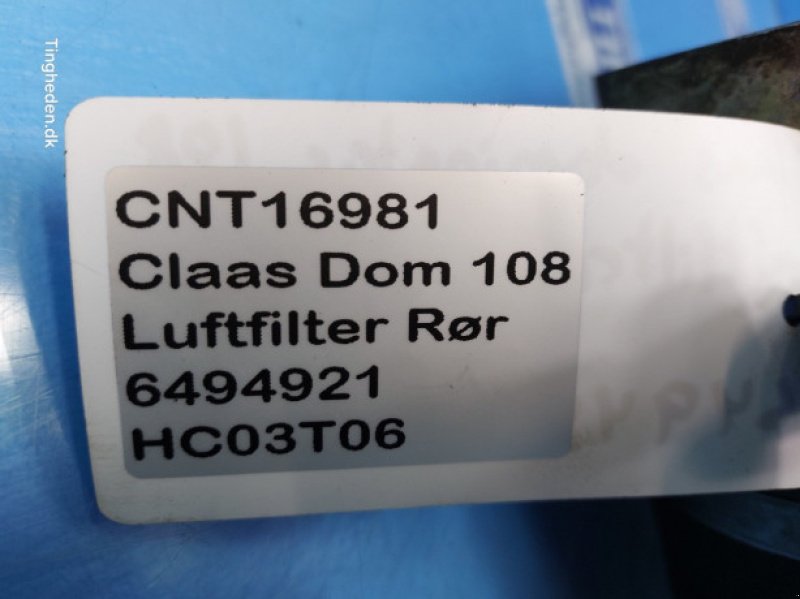 Tingheden.dk
CNT16981
Claas Dom 108
Luftfilter Rør
6494921
HC03T06